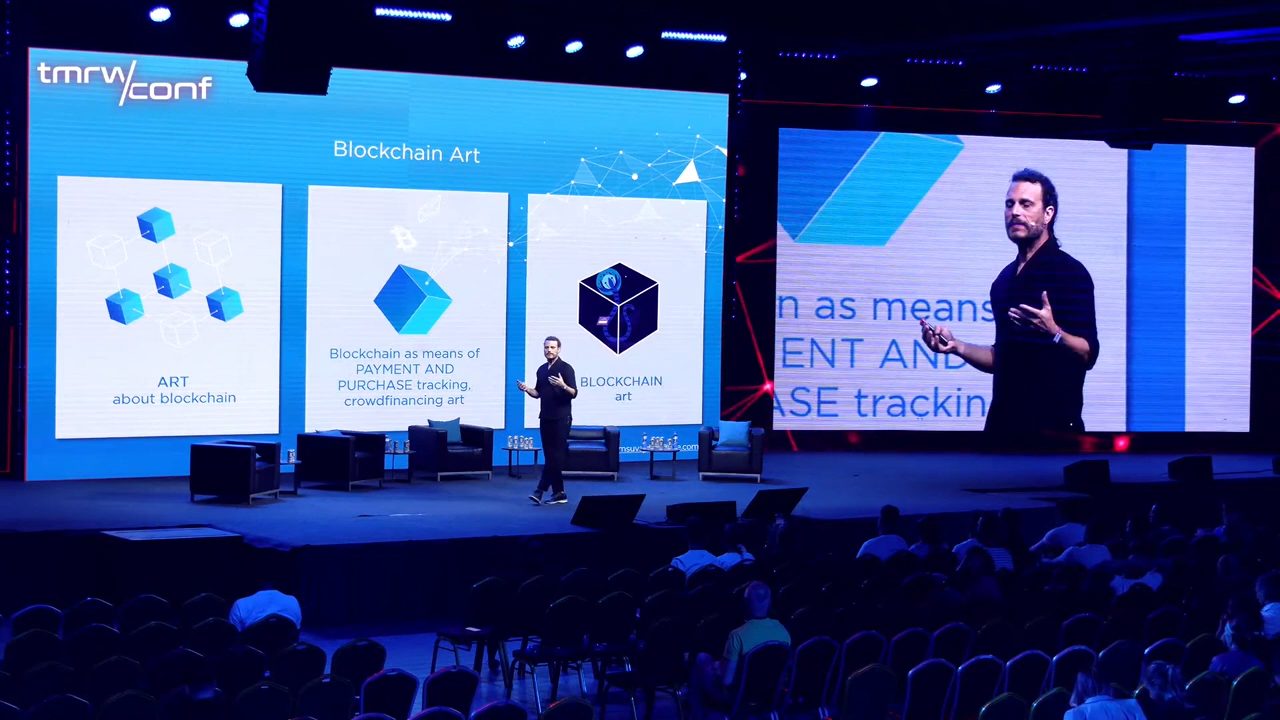 tmrw/conf
Blockchain Art
ART
about blockchain
Blockchain as means of
PAYMENT AND
PURCHASE tracking,
crowdfinancing art
BLOCKCHAIN
art
n as means
ENT AND
ASE trackin